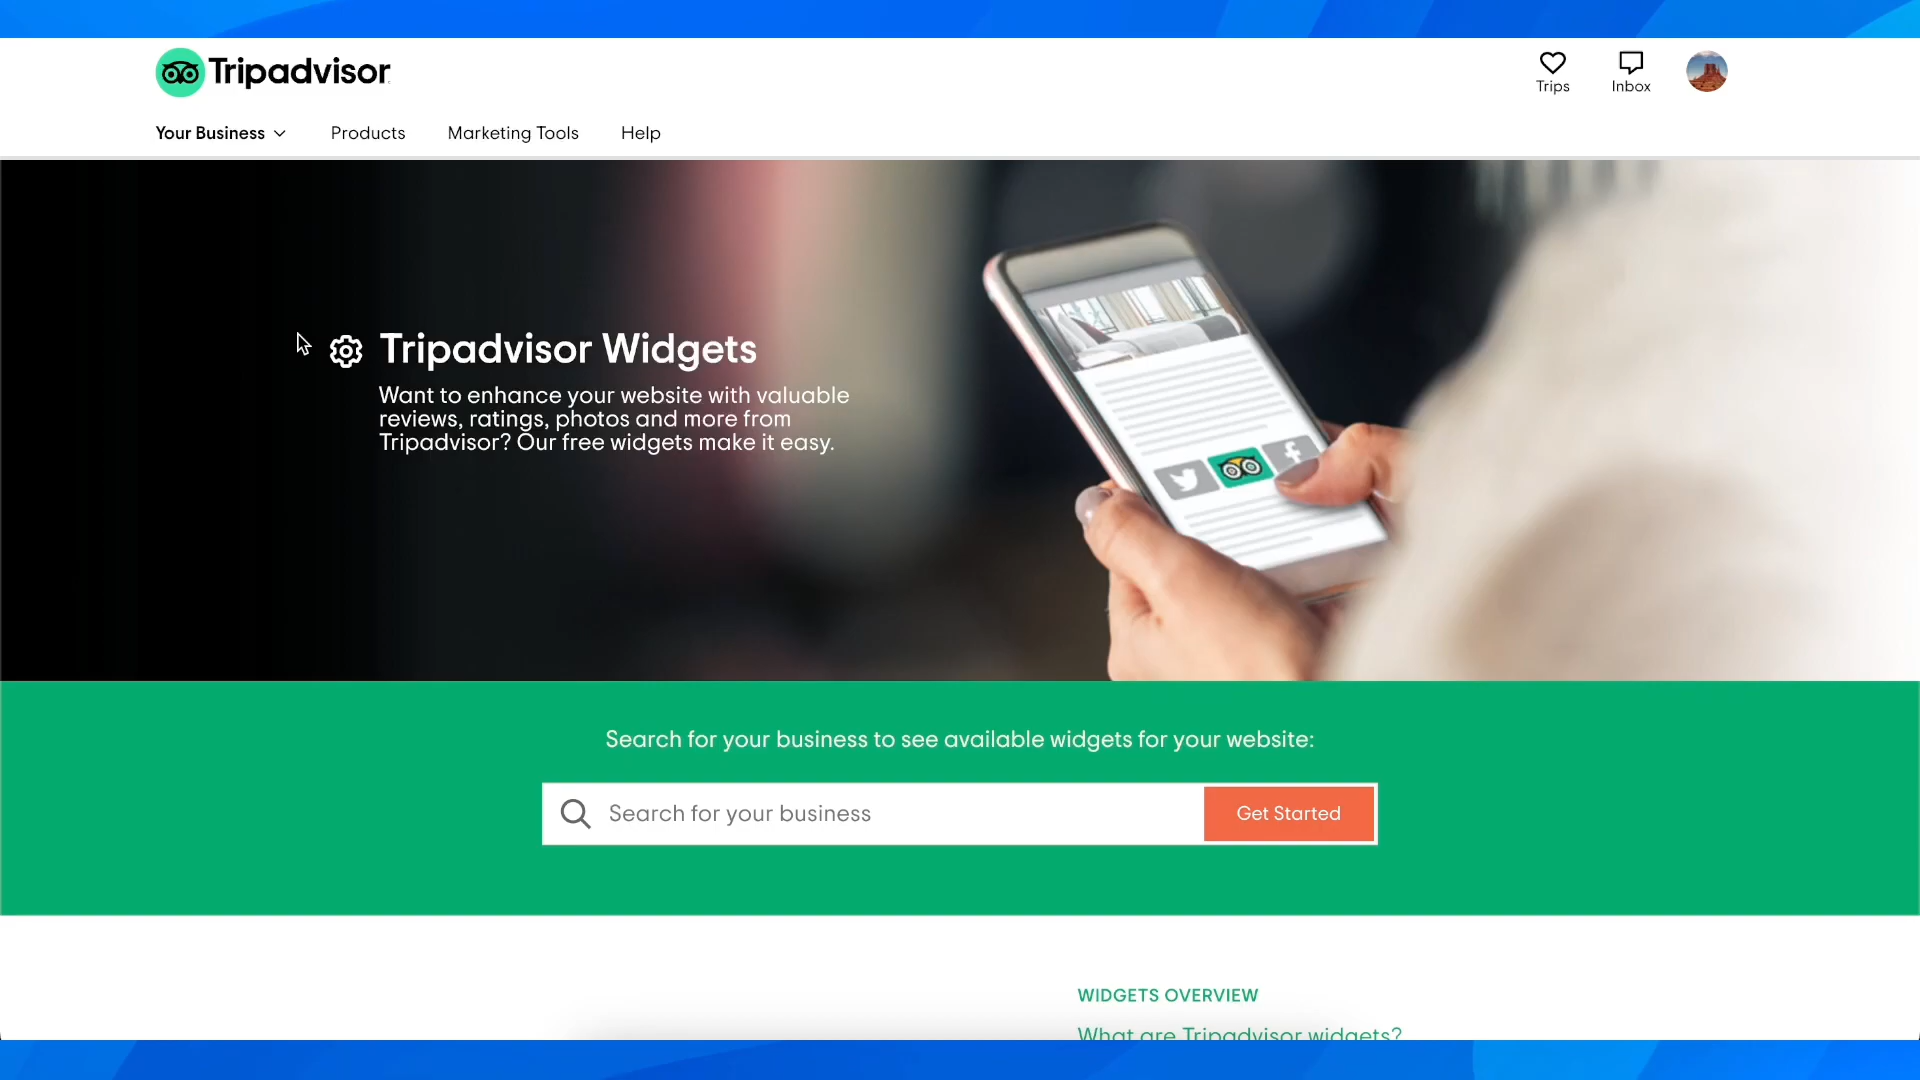 Tripadvisor
Trips
Inbox
Your Business
Products
Marketing Tools
Help
Tripadvisor Widgets
Want to enhance your website with valuable
reviews, ratings, photos and more from
Tripadvisor? Our free widgets make it easy.
Search for your business to see available widgets for your website:
Search for your business
Get Started
WIDGETS OVERVIEW
What are Tripadvisor widgets?